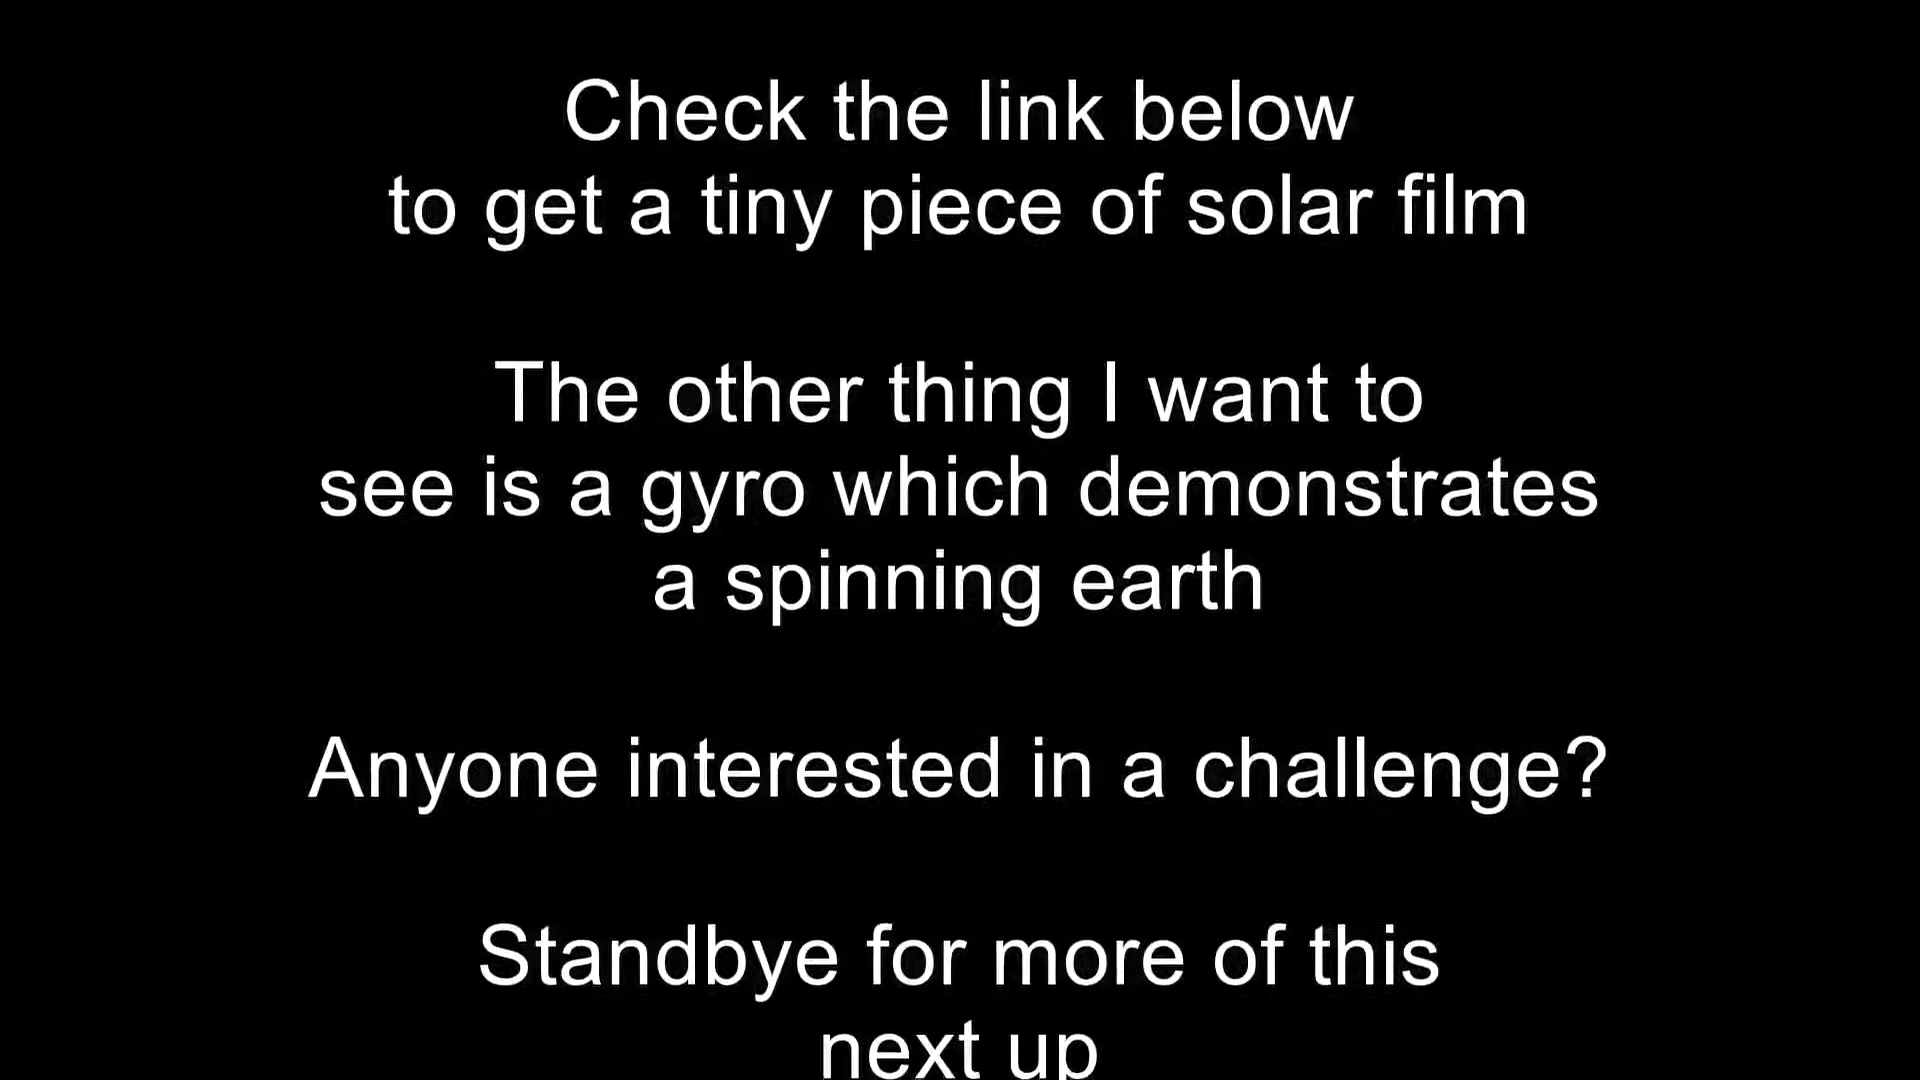 Check the link below
to get a tiny piece of solar film
The other thing I want to
see is a gyro which demonstrates
a spinning earth
Anyone interested in a challenge?
Standbye for more of this
next up